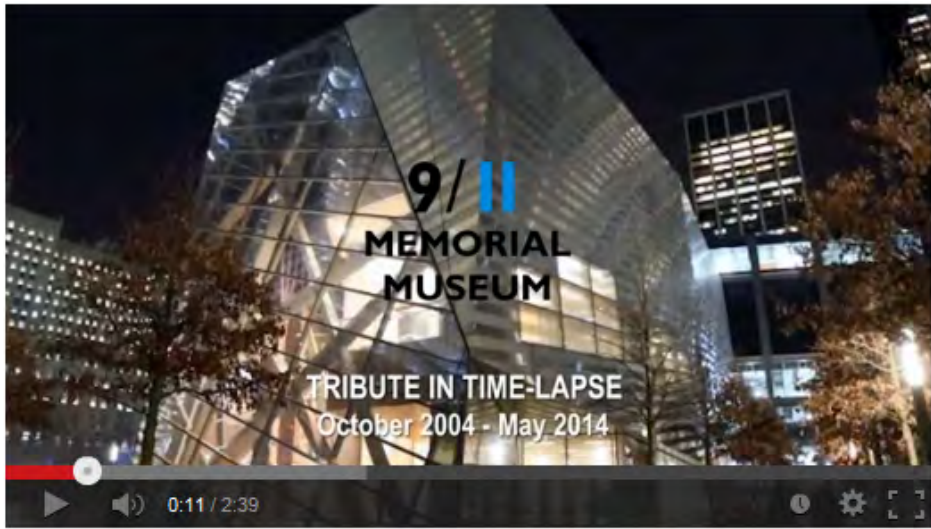 9/11
MEMORIAL
MUSEUM
TRIBUTE IN TIME-LAPSE
October 2004 - May 2014
0:11 / 2:39